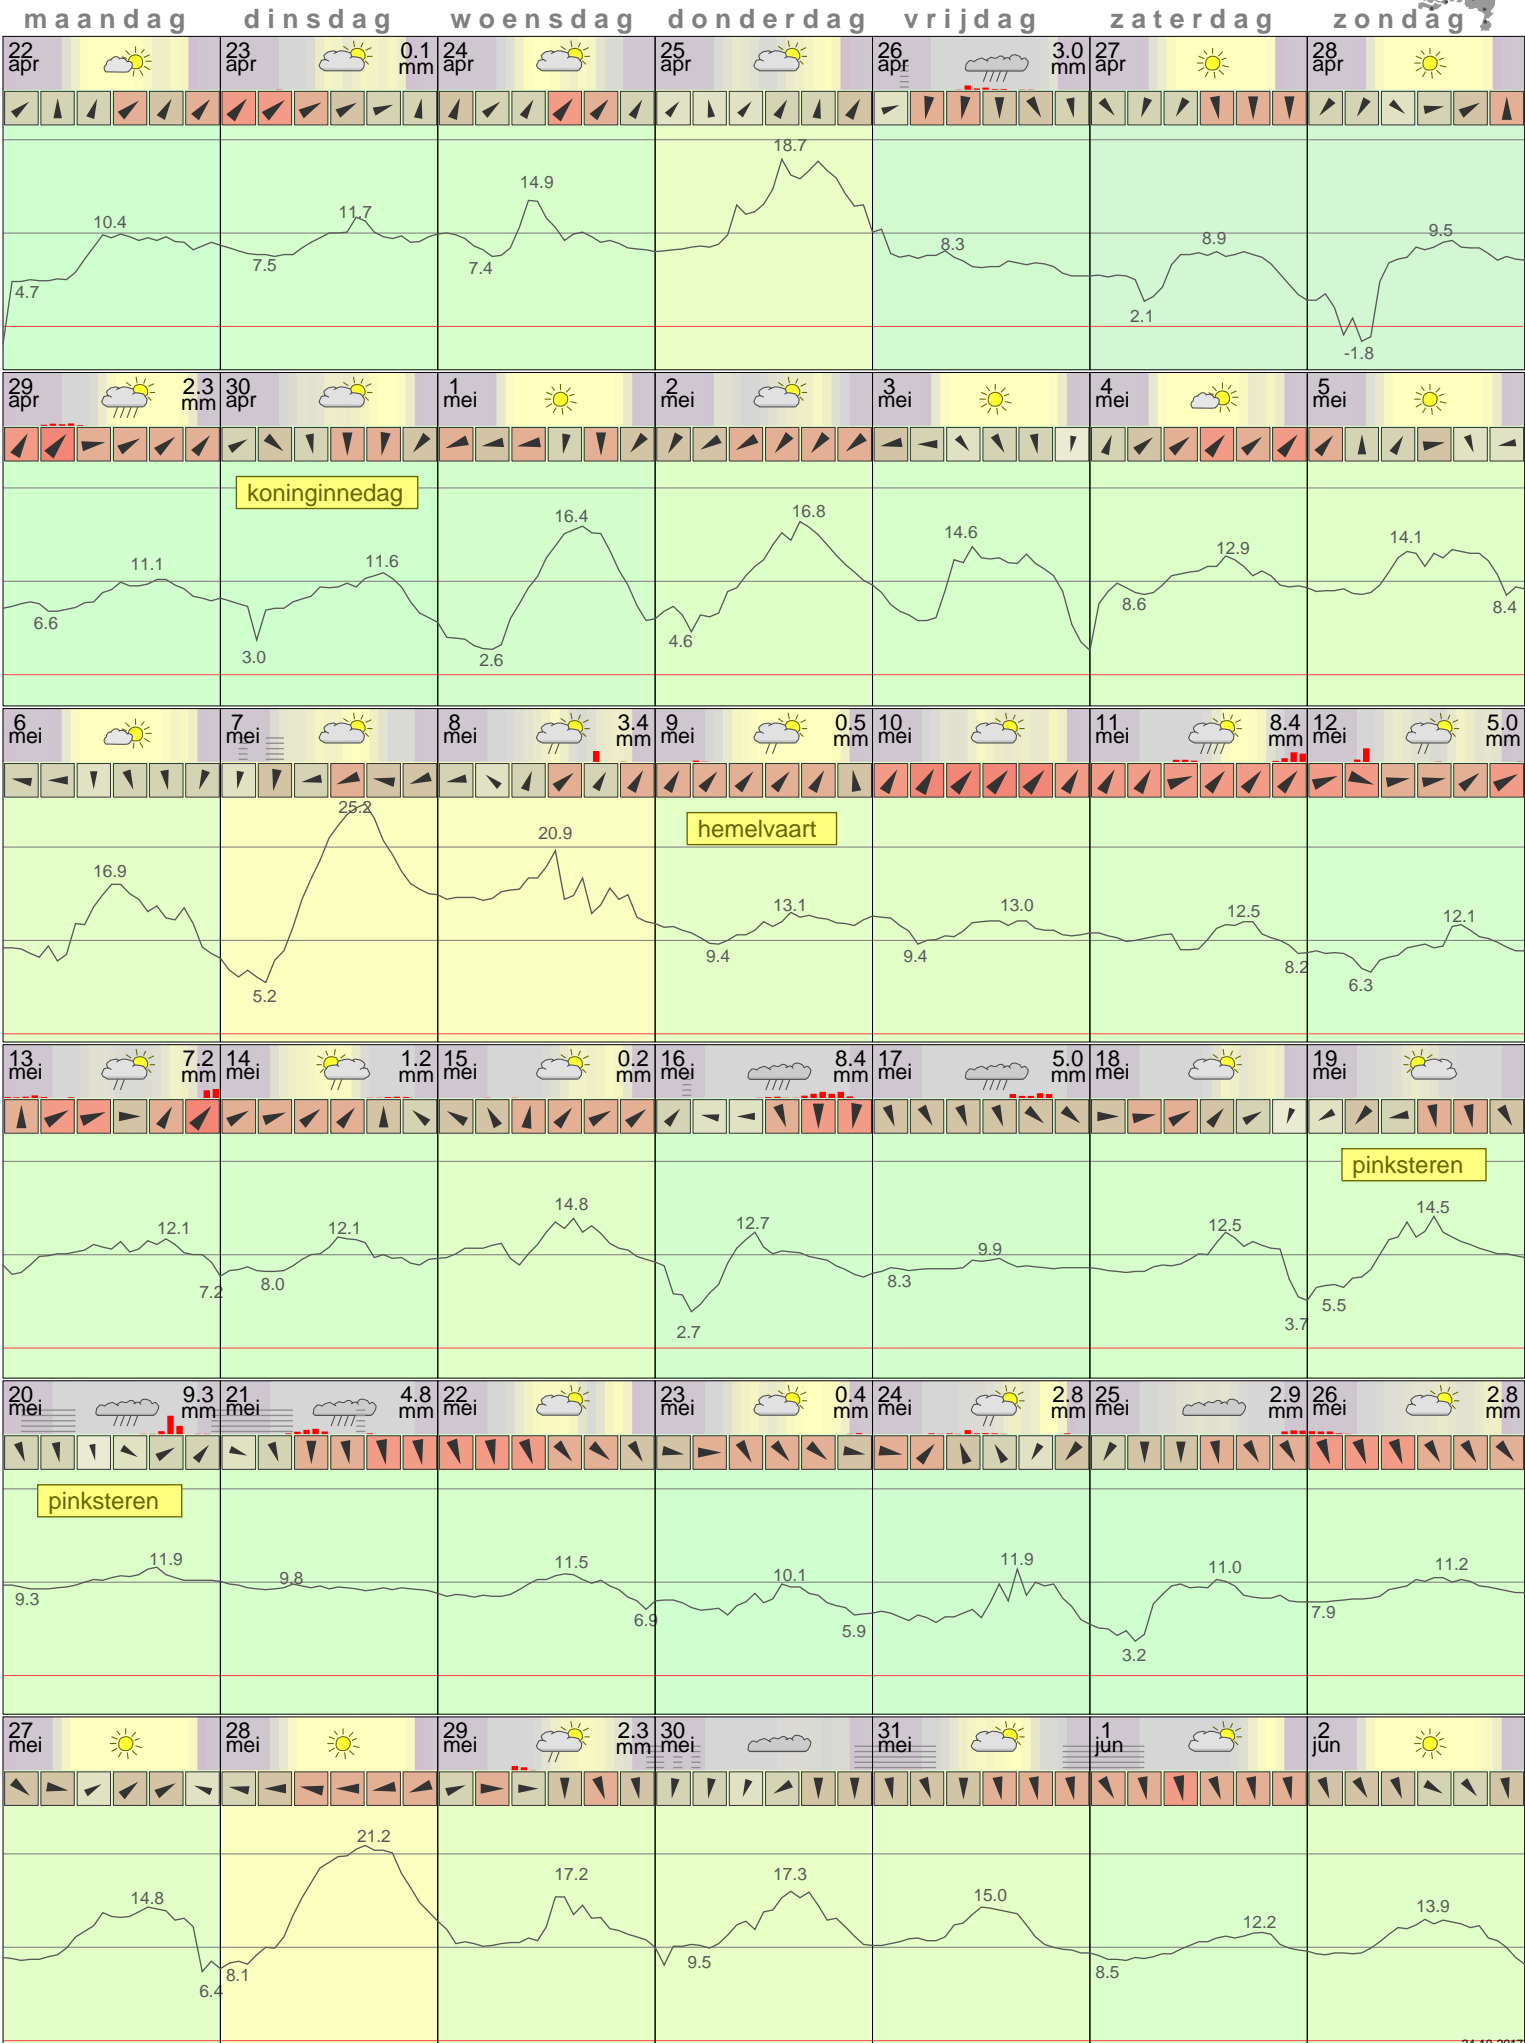 maandag dinsdag woensdag donderdag vrijdag zaterdag zondag
22 apr 23 apr 0.1 mm 24 apr 25 apr 26 apr 3.0 mm 27 apr 28 apr
4.7 10.4 7.5 11.7 7.4 14.9 18.7 8.3 2.1 8.9 -1.8 9.5
29 apr 2.3 mm 30 apr 1 mei 2 mei 3 mei 4 mei 5 mei
koninginnedag
6.6 11.1 3.0 11.6 2.6 16.4 4.6 16.8 14.6 8.6 12.9 14.1 8.4
6 mei 7 mei 8 mei 3.4 mm 9 mei 0.5 mm 10 mei 11 mei 8.4 mm 12 mei 5.0 mm
hemelvaart
16.9 5.2 25.2 20.9 9.4 13.1 9.4 13.0 12.5 8.2 6.3 12.1
13 mei 7.2 mm 14 mei 1.2 mm 15 mei 0.2 mm 16 mei 8.4 mm 17 mei 5.0 mm 18 mei 19 mei
pinksteren
12.1 7.2 8.0 12.1 14.8 2.7 12.7 8.3 9.9 12.5 3.7 5.5 14.5
20 mei 9.3 mm 21 mei 4.8 mm 22 mei 23 mei 0.4 mm 24 mei 2.8 mm 25 mei 2.9 mm 26 mei 2.8 mm
pinksteren
9.3 11.9 9.8 11.5 6.9 10.1 5.9 11.9 3.2 11.0 7.9 11.2
27 mei 28 mei 29 mei 2.3 mm 30 mei 31 mei 1 jun 2 jun
14.8 6.4 8.1 21.2 17.2 9.5 17.3 15.0 8.5 12.2 13.9